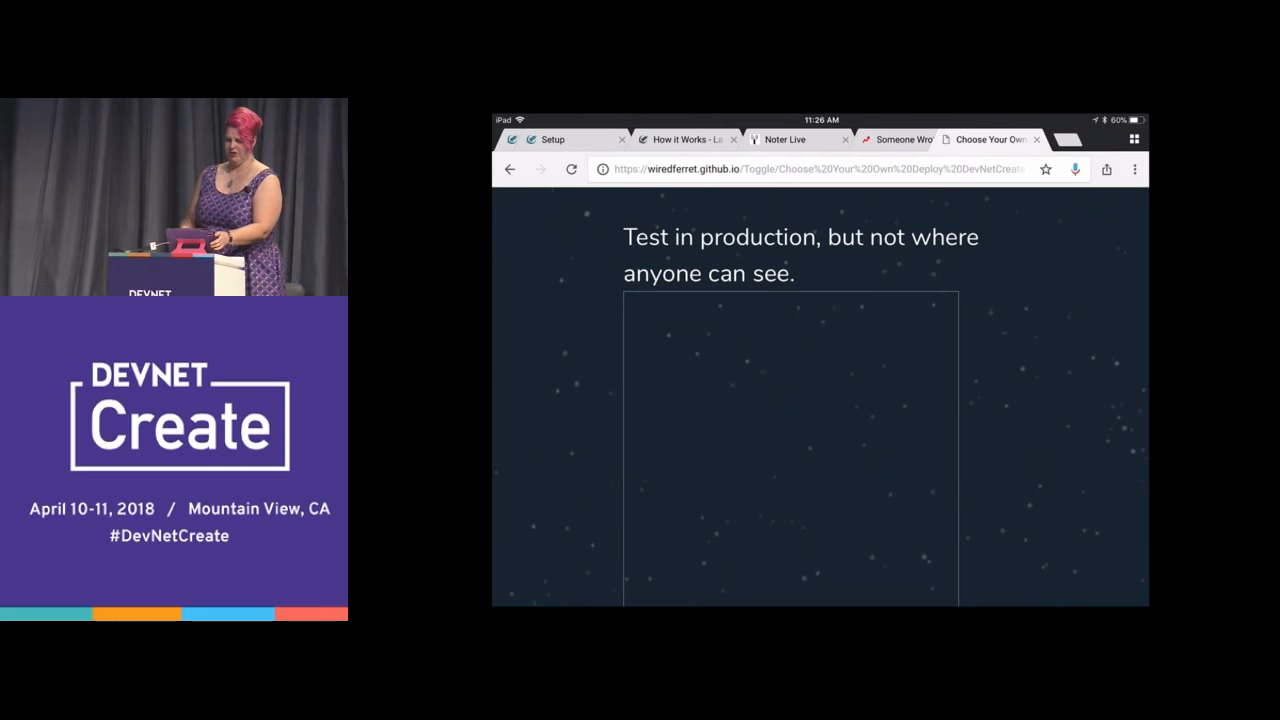 DEVNET
DEVNET
Create
April 10-11, 2018 / Mountain View, CA
#DevNetCreate
iPad
11:26 AM
60%
Setup
How it Works - La
Noter Live
Someone Wro
Choose Your Own
https://wiredferret.github.io/Toggle/Choose%20Your%20Own%20Deploy%20DevNetCreate
Test in production, but not where
anyone can see.